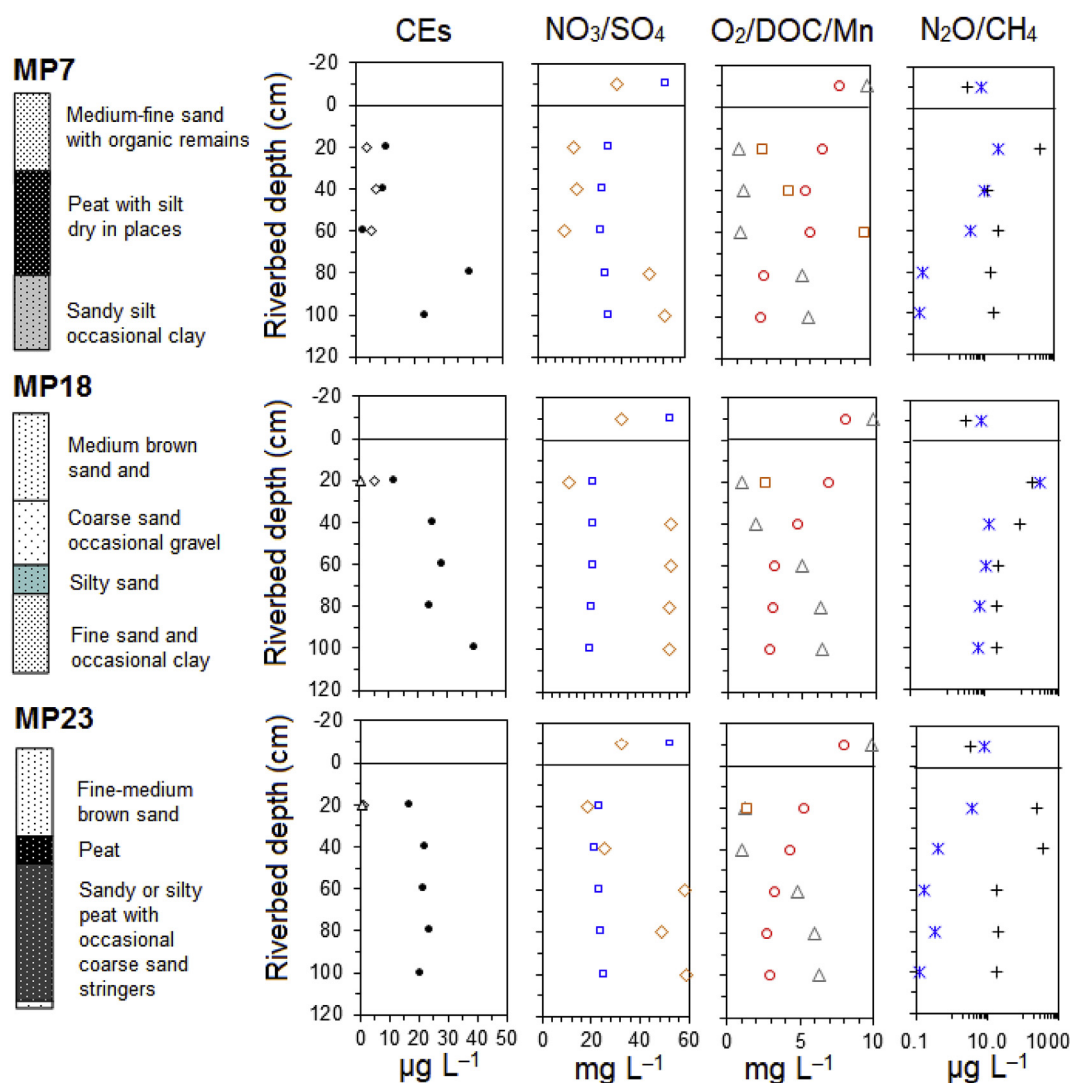 CEs
NO3/SO4
O2/DOC/Mn
N2O/CH4
MP7
Medium-fine sand
with organic remains
Peat with silt
dry in places
Sandy silt
occasional clay
Riverbed depth (cm)
-20
0
20
40
60
80
100
120
MP18
Medium brown
sand and
Coarse sand
occasional gravel
Silty sand
Fine sand and
occasional clay
Riverbed depth (cm)
-20
0
20
40
60
80
100
120
MP23
Fine-medium
brown sand
Peat
Sandy or silty
peat with
occasional
coarse sand
stringers
Riverbed depth (cm)
-20
0
20
40
60
80
100
120
0 10 20 30 40 50
µg L–1
0 20 40 60
mg L–1
0 10
mg L–1
0.1 10.0 1000
µg L–1